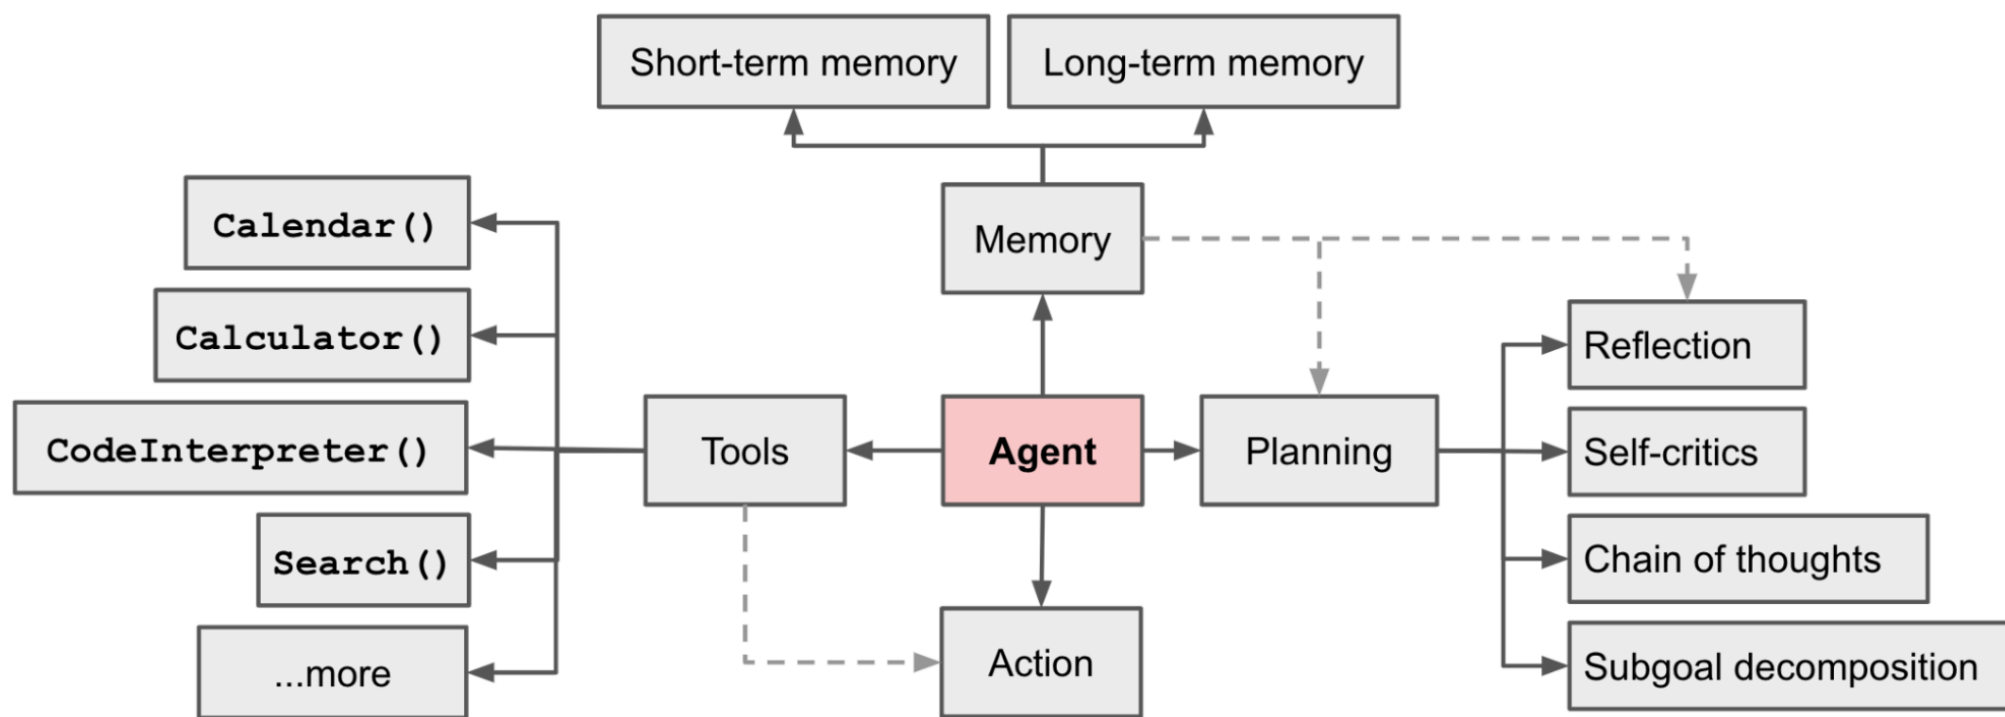 Short-term memory
Long-term memory
Calendar()
Memory
Calculator()
Reflection
CodeInterpreter()
Tools
Agent
Planning
Self-critics
Search()
Chain of thoughts
...more
Action
Subgoal decomposition